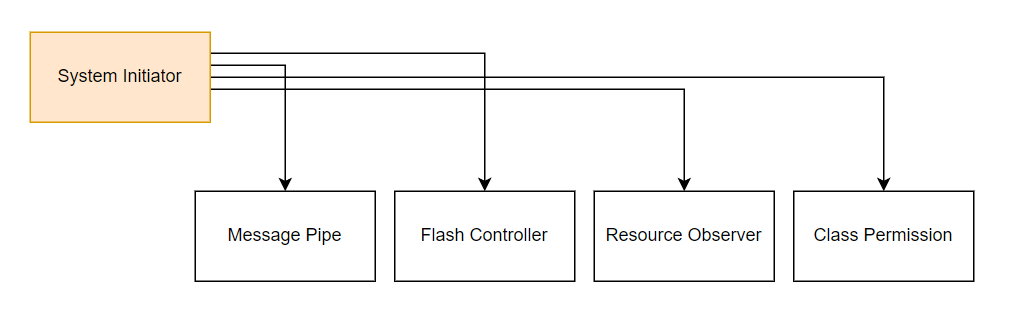 System Initiator
Message Pipe
Flash Controller
Resource Observer
Class Permission